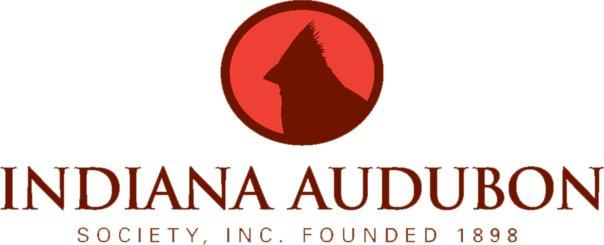 INDIANA AUDUBON
SOCIETY, INC. FOUNDED 1898